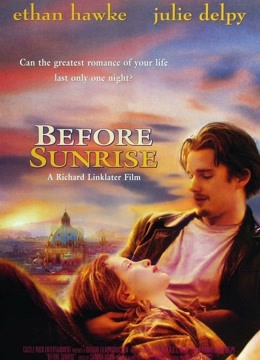 ethan hawke julie delpy
Can the greatest romance of your life
last only one night?
BEFORE
SUNRISE
A Richard Linklater Film